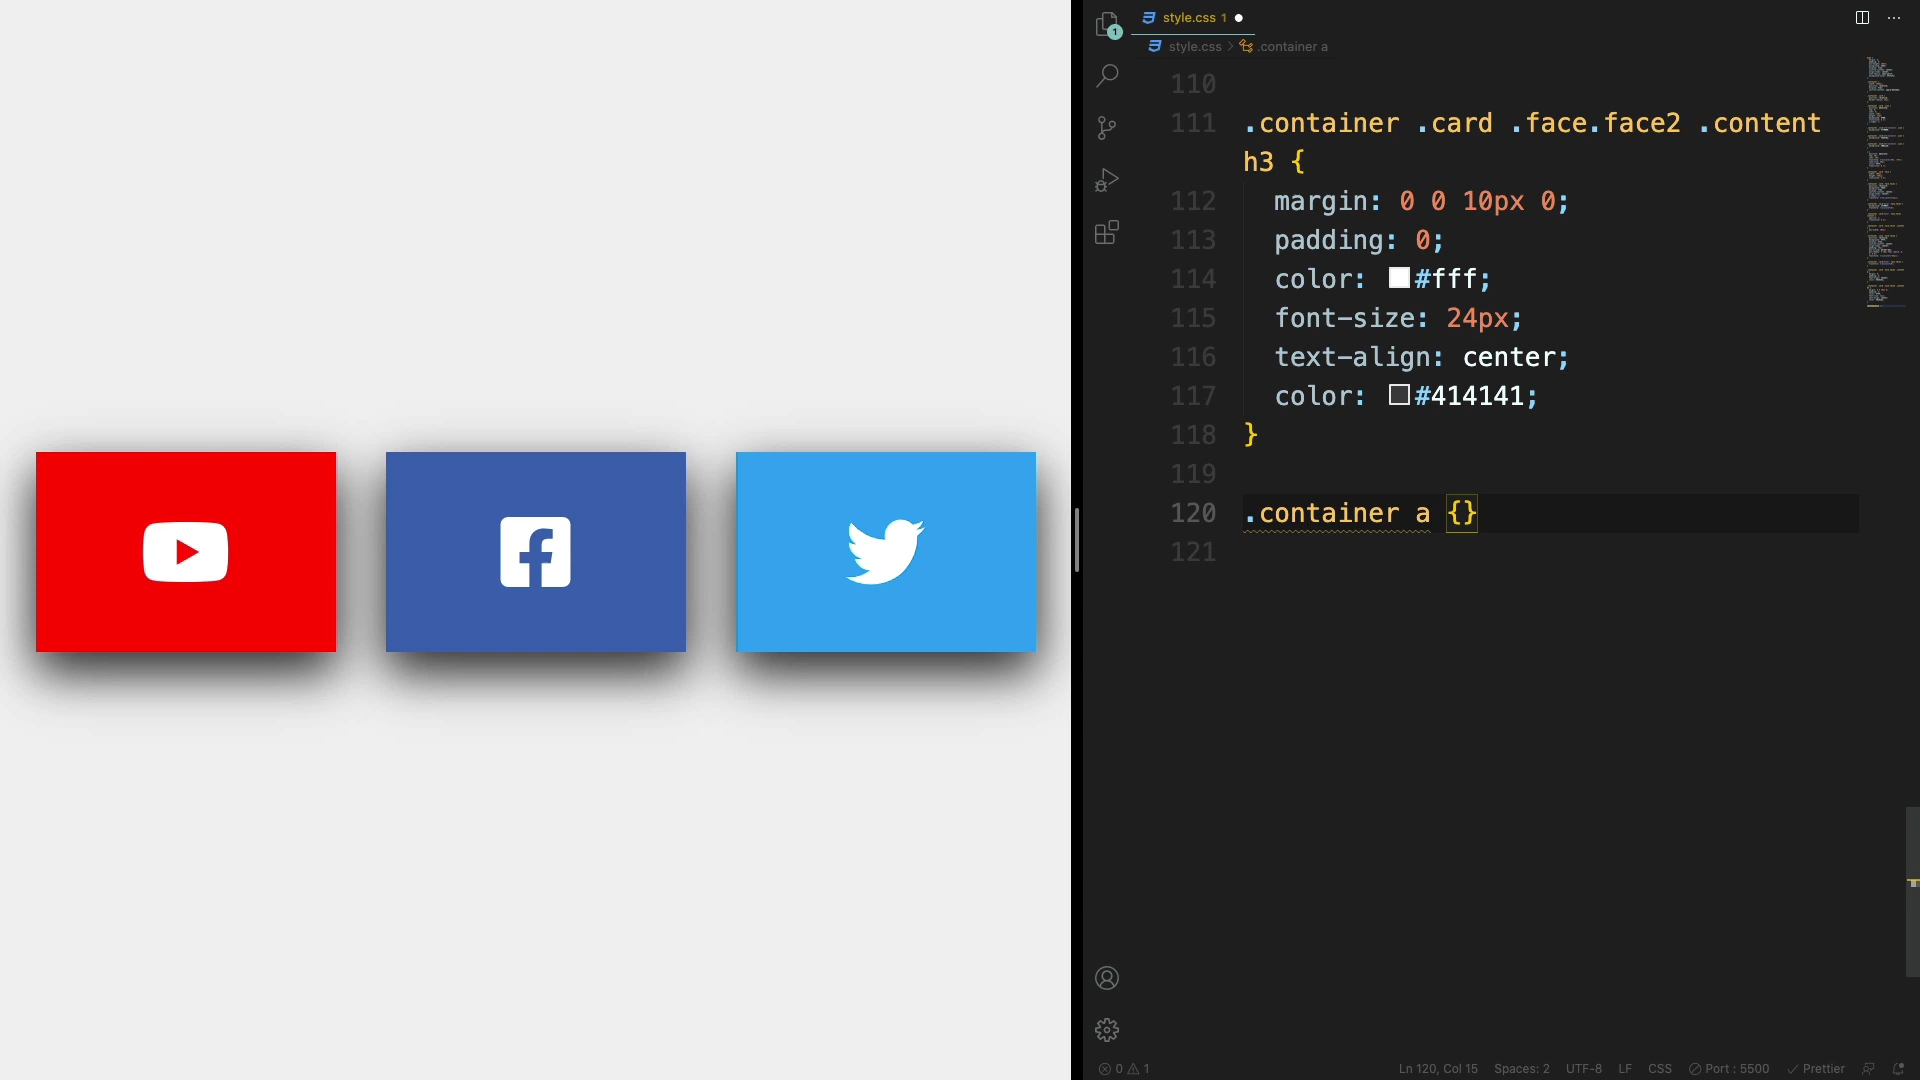 1
style.css 1
style.css > .container a
110
111 .container .card .face.face2 .content
h3 {
112 margin: 0 0 10px 0;
113 padding: 0;
114 color: #fff;
115 font-size: 24px;
116 text-align: center;
117 color: #414141;
118 }
119
120 .container a {}
121
0 1 Ln 120, Col 15 Spaces: 2 UTF-8 LF CSS Port : 5500 Prettier